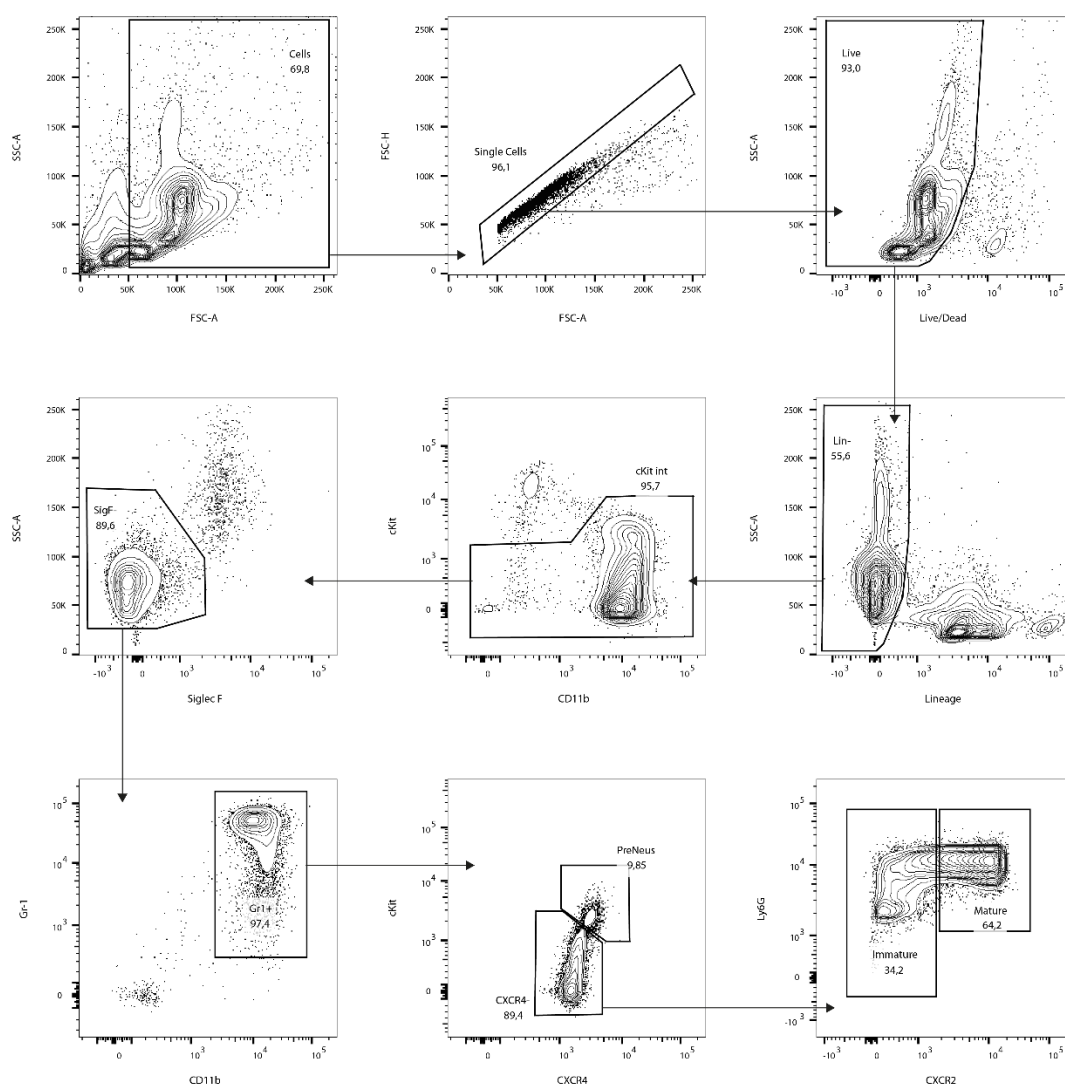 250K
200K
150K
100K
50K
0
SSC-A
Cells
69,8
0
50K
100K
150K
200K
250K
FSC-A
250K
200K
150K
100K
50K
0
FSC-H
Single Cells
96,1
0
50K
100K
150K
200K
250K
FSC-A
250K
200K
150K
100K
50K
0
SSC-A
Live
93,0
-10³
0
10³
10⁴
10⁵
Live/Dead
250K
200K
150K
100K
50K
0
SSC-A
SigF-
89,6
-10³
0
10³
10⁴
10⁵
Siglec F
10⁵
10⁴
10³
0
cKit
cKit int
95,7
0
10³
10⁴
10⁵
CD11b
250K
200K
150K
100K
50K
0
SSC-A
Lin-
55,6
-10³
0
10³
10⁴
10⁵
Lineage
10⁵
10⁴
10³
0
Gr-1
Gr1+
97,4
0
10³
10⁴
10⁵
CD11b
10⁵
10⁴
10³
0
cKit
PreNeus
9,85
CXCR4-
89,4
0
10³
10⁴
10⁵
CXCR4
10⁵
10⁴
10³
0
-10³
Ly6G
Mature
64,2
Immature
34,2
-10³
0
10³
10⁴
10⁵
CXCR2